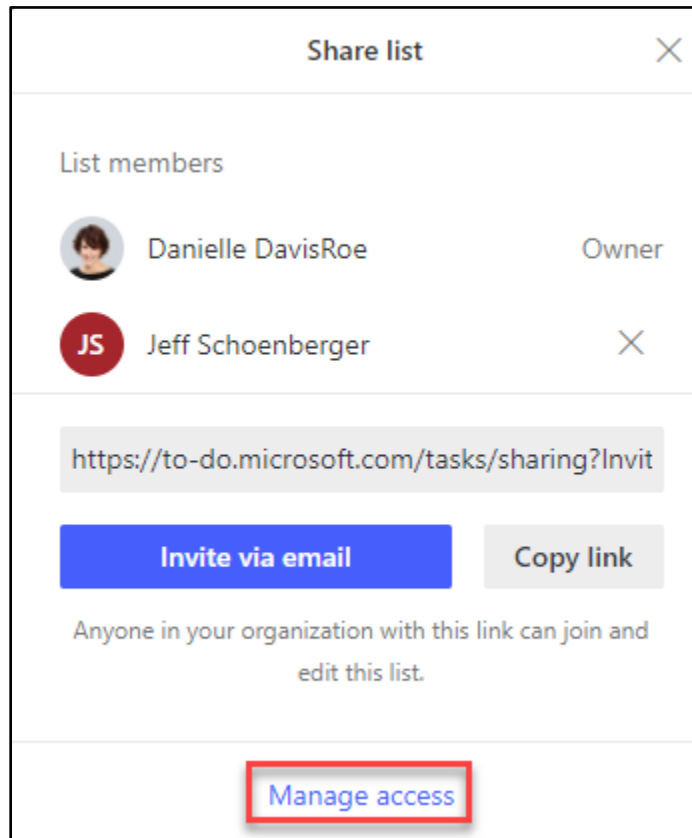 Share list
List members
Danielle DavisRoe
Owner
JS
Jeff Schoenberger
https://to-do.microsoft.com/tasks/sharing?Invit
Invite via email
Copy link
Anyone in your organization with this link can join and
edit this list.
Manage access